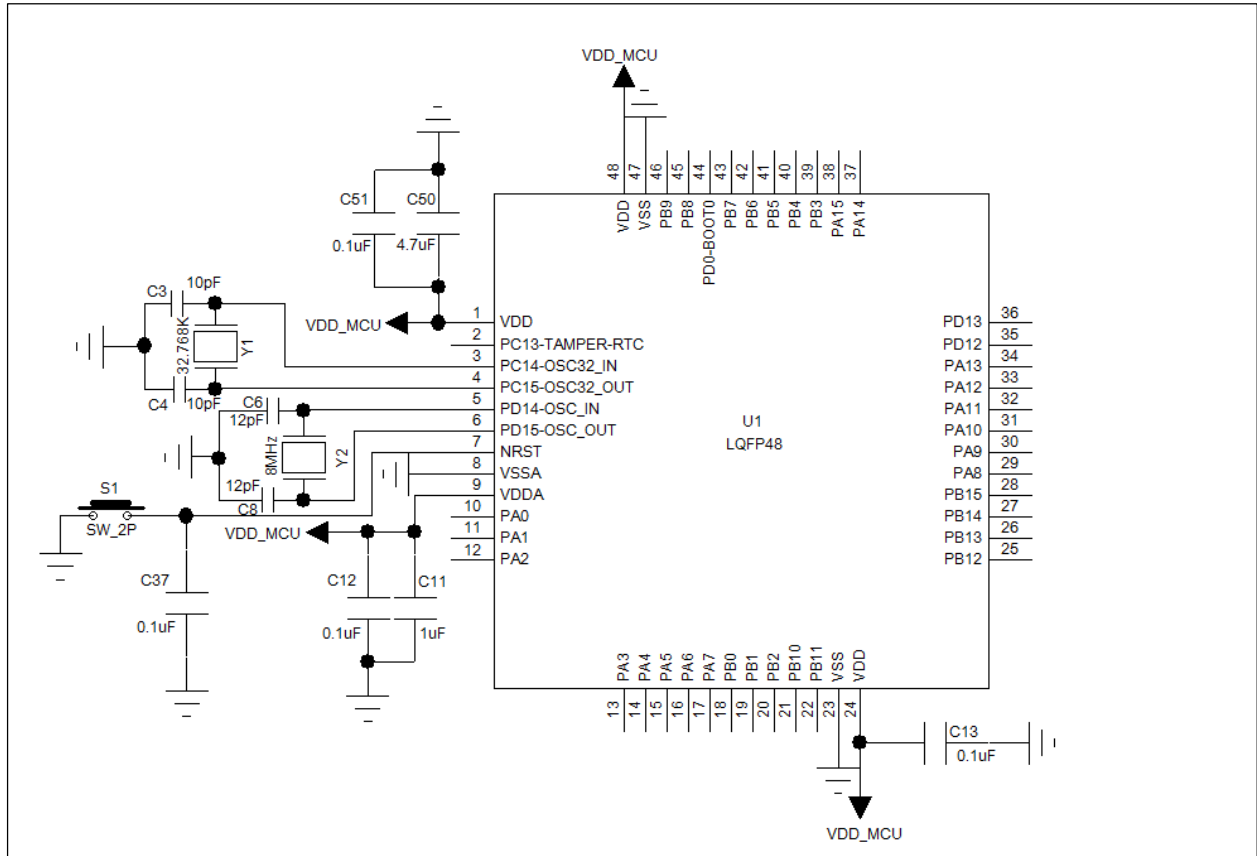 VDD_MCU
C51
C50
0.1uF
4.7uF
48
47
46
45
44
43
42
41
40
39
38
37
VDD
VSS
PB9
PB8
PD0-BOOT0
PB7
PB6
PB5
PB4
PB3
PA15
PA14
C3
10pF
32.768K
Y1
C4
10pF
VDD_MCU
C6
12pF
8MHz
Y2
12pF
C8
S1
SW_2P
VDD_MCU
C37
0.1uF
C12
C11
0.1uF
1uF
1 VDD
2 PC13-TAMPER-RTC
3 PC14-OSC32_IN
4 PC15-OSC32_OUT
5 PD14-OSC_IN
6 PD15-OSC_OUT
7 NRST
8 VSSA
9 VDDA
10 PA0
11 PA1
12 PA2
U1
LQFP48
PD13 36
PD12 35
PA13 34
PA12 33
PA11 32
PA10 31
PA9 30
PA8 29
PB15 28
PB14 27
PB13 26
PB12 25
PA3
PA4
PA5
PA6
PA7
PB0
PB1
PB2
PB10
PB11
VSS
VDD
13
14
15
16
17
18
19
20
21
22
23
24
C13
0.1uF
VDD_MCU